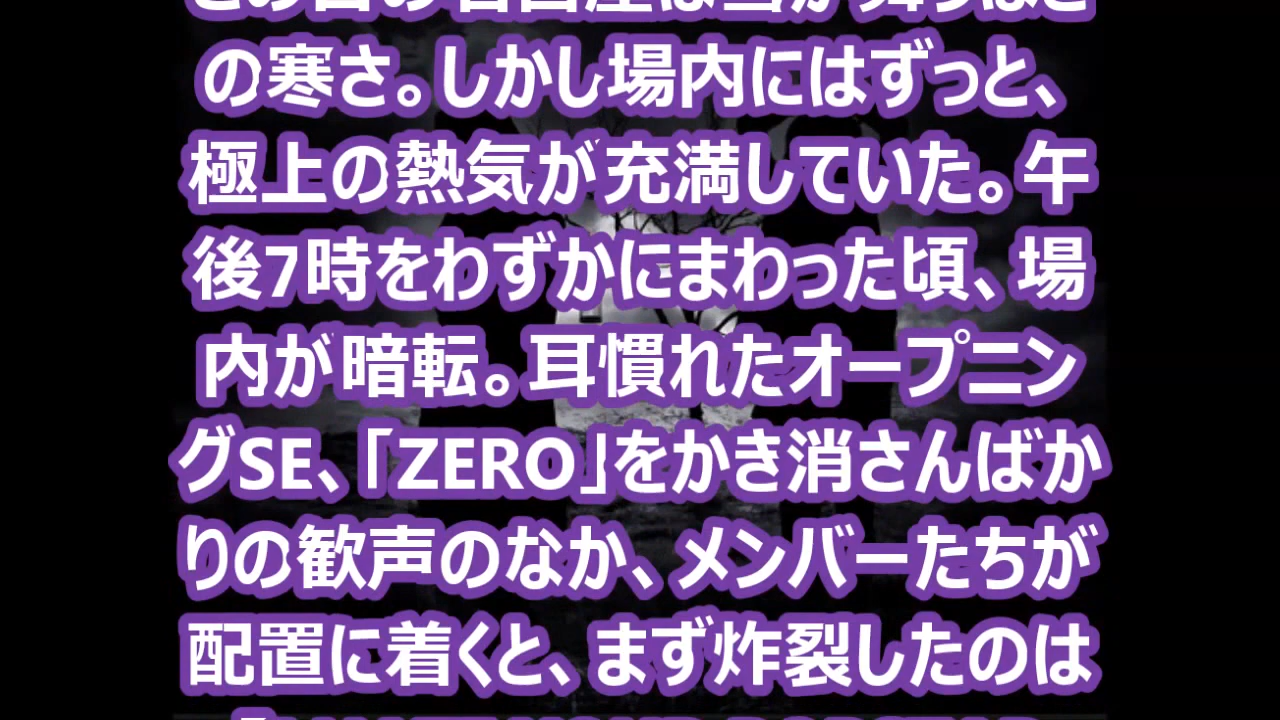 の寒さ。しかし場内にはずっと、
極上の熱気が充満していた。午
後7時をわずかにまわった頃、場
内が暗転。耳慣れたオープニン
グSE、「ZERO」をかき消さんばか
りの歓声のなか、メンバーたちが
配置に着くと、まず炸裂したのは